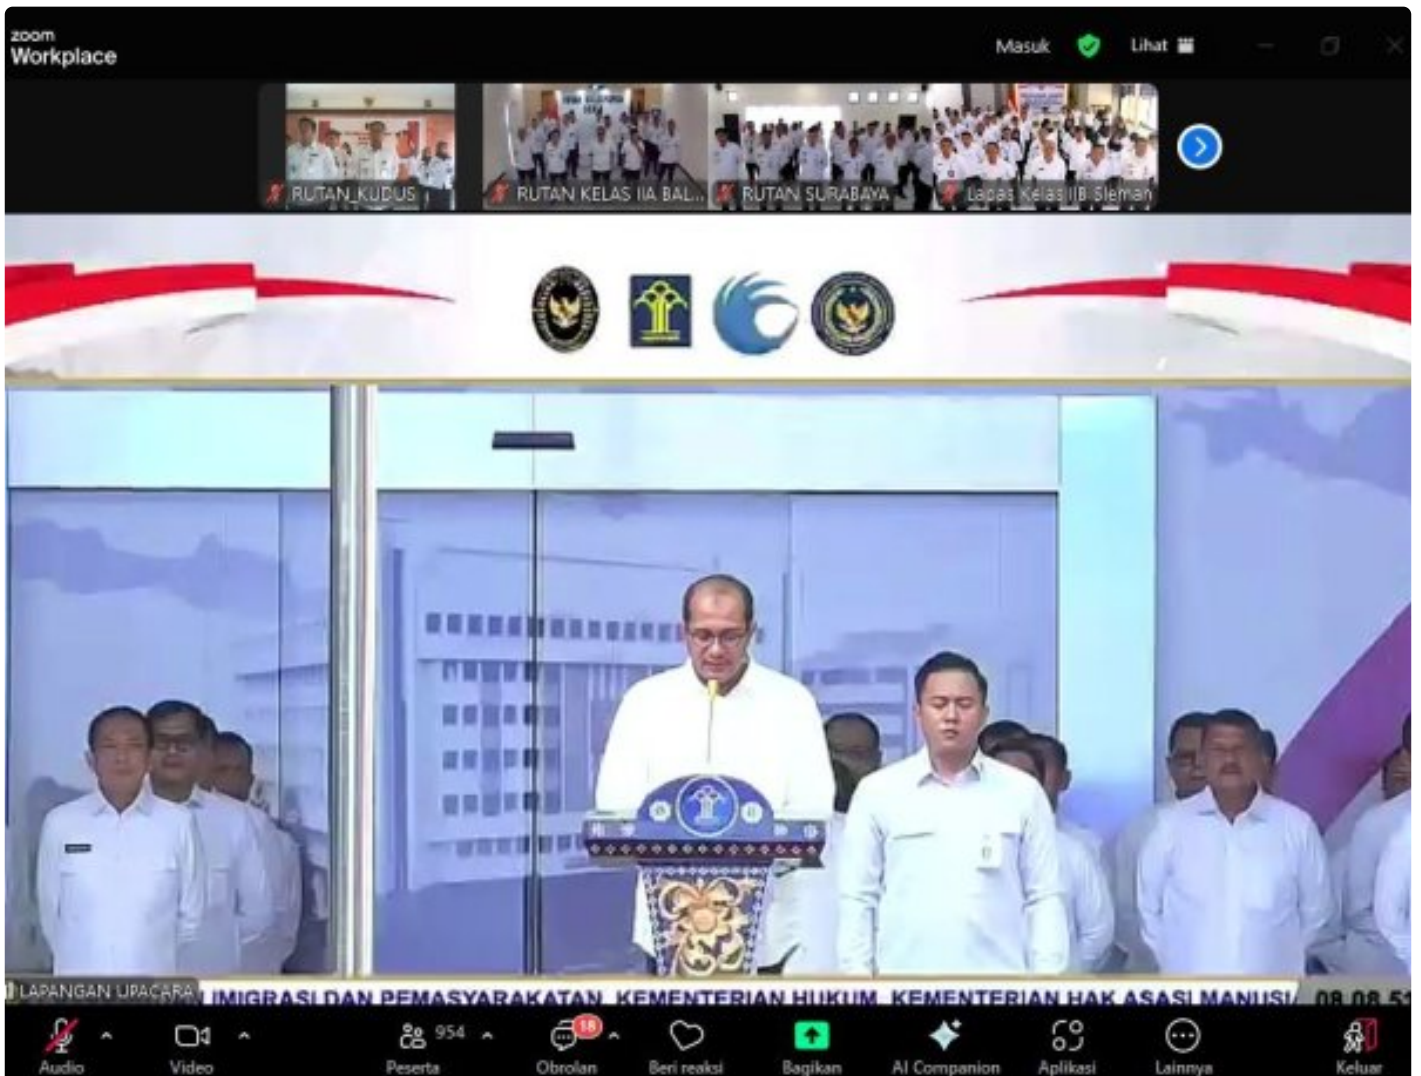 zoom
Workplace
Masuk
Lihat
RUTAN_KUDUS
RUTAN KELAS IIA BAL...
RUTAN SURABAYA
Lapas Kelas IIB Sleman
LAPANGAN UPACARA
IMIGRASI DAN PEMASYARAKATAN, KEMENTERIAN HUKUM, KEMENTERIAN HAK ASASI MANUSI
08 08 51
Audio
Video
954
Peserta
18
Obrolan
Beri reaksi
Bagikan
AI Companion
Aplikasi
Lainnya
Keluar